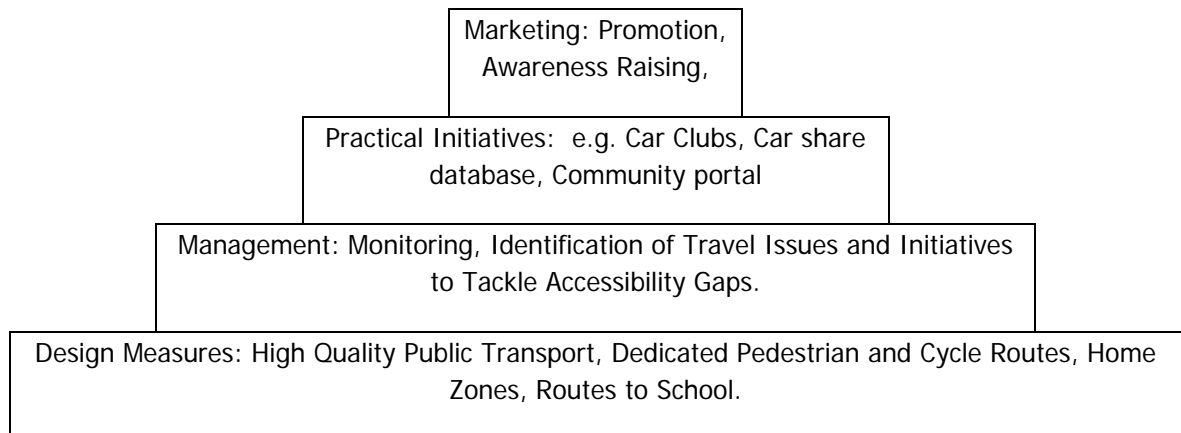 Marketing: Promotion,
Awareness Raising,
Practical Initiatives:  e.g. Car Clubs, Car share
database, Community portal
Management: Monitoring, Identification of Travel Issues and Initiatives
to Tackle Accessibility Gaps.
Design Measures: High Quality Public Transport, Dedicated Pedestrian and Cycle Routes, Home
Zones, Routes to School.